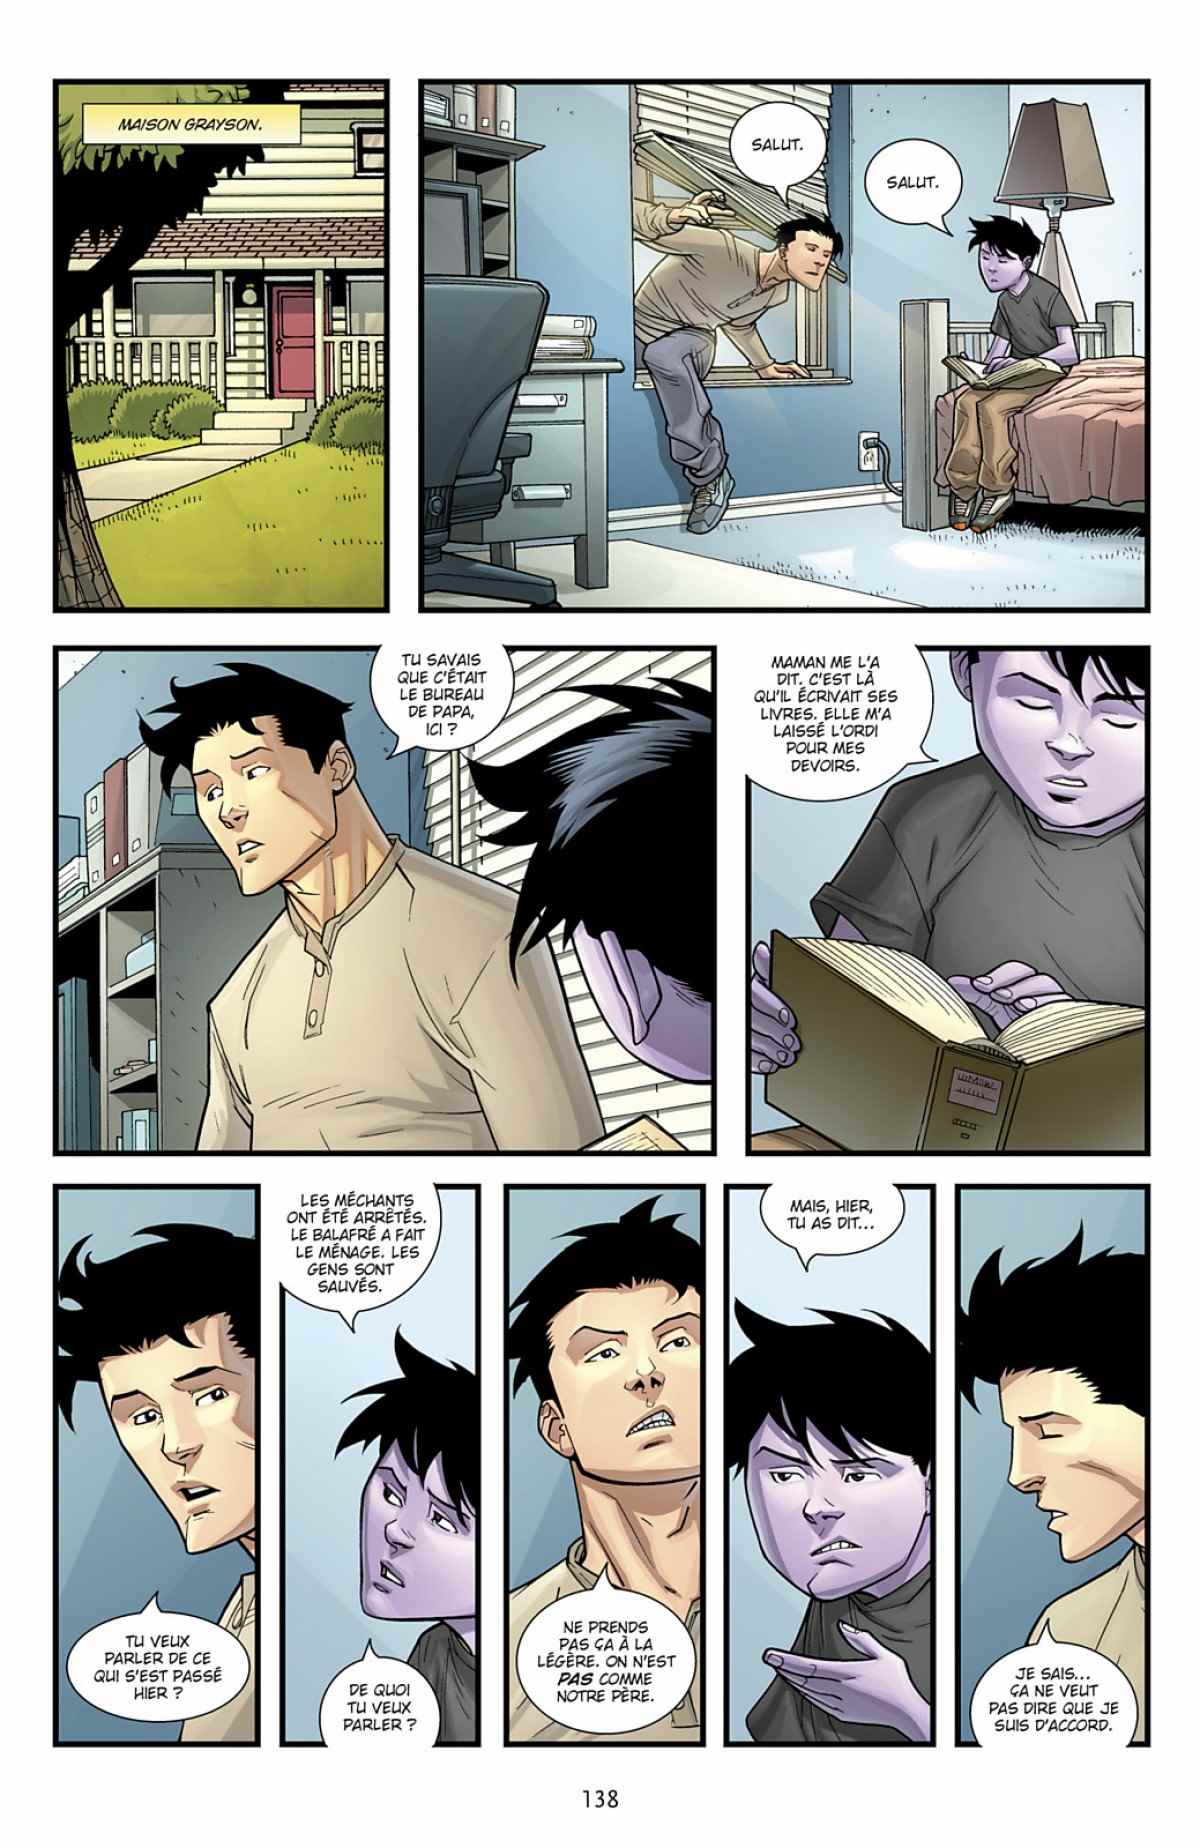 MAISON GRAYSON.
SALUT.
SALUT.
TU SAVAIS
QUE C'ÉTAIT
LE BUREAU
DE PAPA,
ICI ?
MAMAN ME L'A
DIT. C'EST LÀ
QU'IL ÉCRIVAIT SES
LIVRES. ELLE M'A
LAISSÉ L'ORDI
POUR MES
DEVOIRS.
TU VEUX
PARLER DE CE
QUI S'EST PASSÉ
HIER ?
LES MÉCHANTS
ONT ÉTÉ ARRÊTÉS.
LE BALAFRÉ A FAIT
LE MÉNAGE. LES
GENS SONT
SAUVÉS.
DE QUOI
TU VEUX
PARLER ?
NE PRENDS
PAS ÇA À LA
LÉGÈRE. ON N'EST
PAS COMME
NOTRE PÈRE.
MAIS, HIER,
TU AS DIT...
JE SAIS...
ÇA NE VEUT
PAS DIRE QUE JE
SUIS D'ACCORD.
138